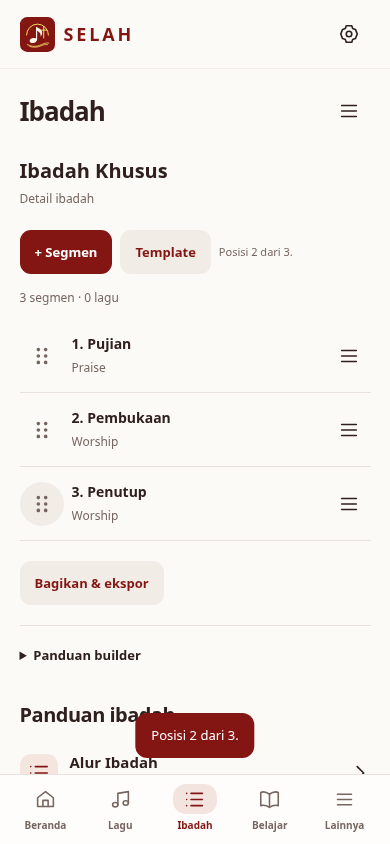 SELAH
Ibadah
Ibadah Khusus
Detail ibadah
+ Segmen
Template
Posisi 2 dari 3.
3 segmen · 0 lagu
1. Pujian
Praise
2. Pembukaan
Worship
3. Penutup
Worship
Bagikan & ekspor
Panduan builder
Panduan ibadah
Posisi 2 dari 3.
Alur Ibadah
Beranda
Lagu
Ibadah
Belajar
Lainnya